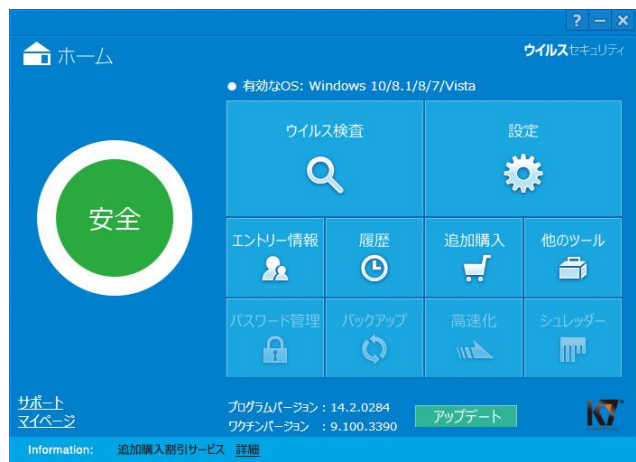 ? − ×
ホーム
ウイルスセキュリティ
● 有効なOS: Windows 10/8.1/8/7/Vista
ウイルス検査
設定
安全
エントリー情報
履歴
追加購入
他のツール
パスワード管理
バックアップ
高速化
シュレッダー
サポート
マイページ
プログラムバージョン : 14.2.0284
ワクチンバージョン : 9.100.3390
アップデート
K7
Information: 追加購入割引サービス 詳細